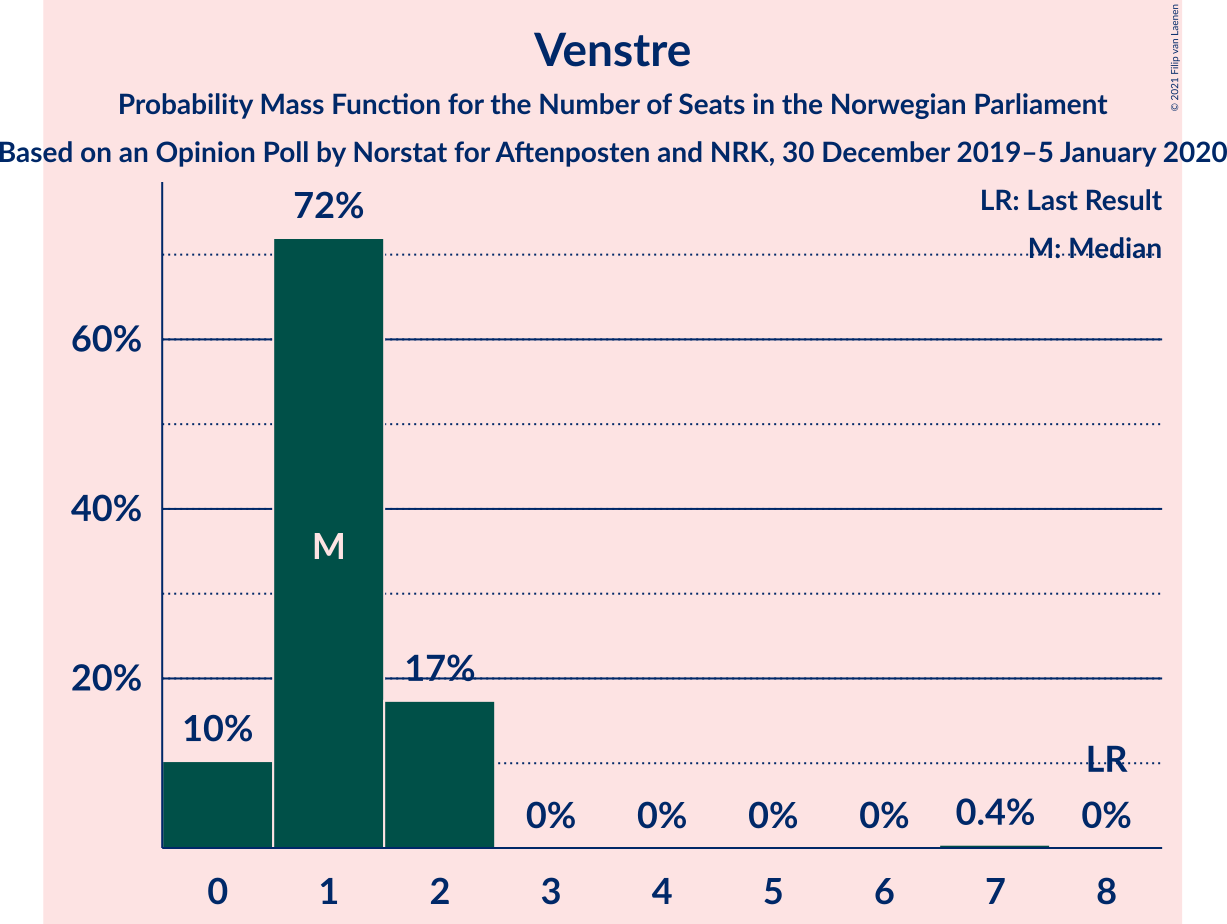 Venstre
Probability Mass Function for the Number of Seats in the Norwegian Parliament
Based on an Opinion Poll by Norstat for Aftenposten and NRK, 30 December 2019–5 January 2020
© 2021 Filip van Laenen
LR: Last Result
M: Median
72%
60%
40%
M
20%
17%
10%
LR
0%
0%
0%
0%
0.4%
0%
0 1 2 3 4 5 6 7 8